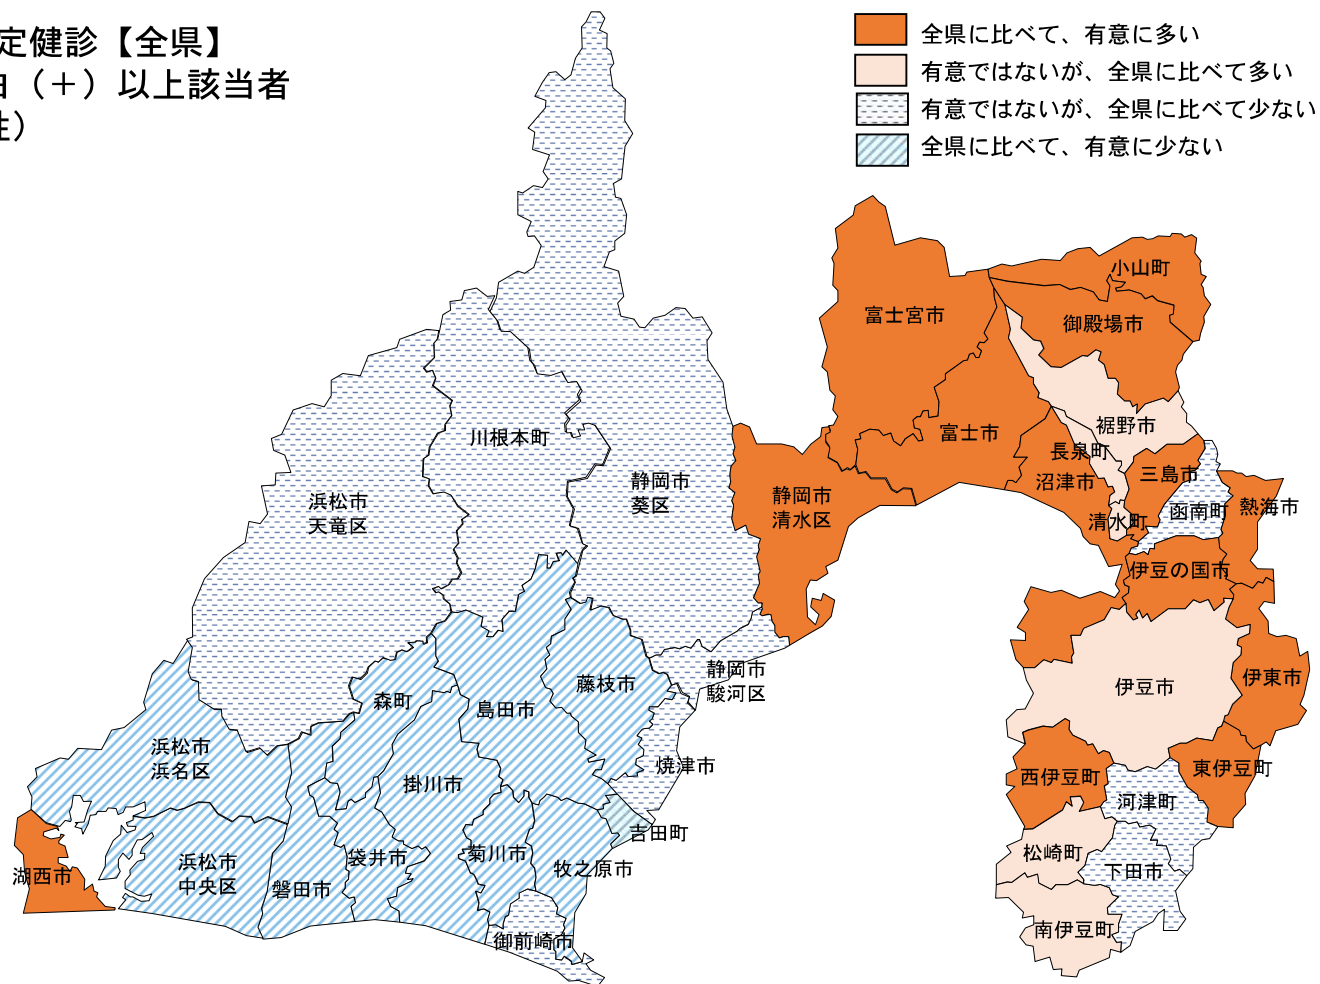 定健診【全県】
（＋）以上該当者
）
全県に比べて、有意に多い
有意ではないが、全県に比べて多い
有意ではないが、全県に比べて少ない
全県に比べて、有意に少ない
小山町
富士宮市
御殿場市
裾野市
富士市
長泉町
川根本町
三島市
沼津市
静岡市
葵区
静岡市
清水区
浜松市
天竜区
函南町
熱海市
清水町
伊豆の国市
静岡市
駿河区
伊豆市
伊東市
藤枝市
森町
島田市
浜松市
浜名区
焼津市
東伊豆町
西伊豆町
掛川市
河津町
吉田町
松崎町
袋井市
菊川市
牧之原市
浜松市
中央区
下田市
湖西市
磐田市
南伊豆町
御前崎市